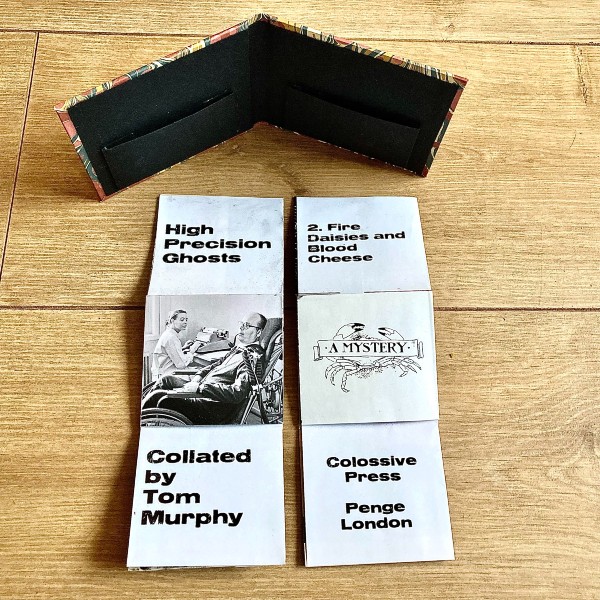 High
Precision
Ghosts
Collated
by
Tom
Murphy
2. Fire
Daisies and
Blood
Cheese
· A MYSTERY ·
Colossive
Press
Penge
London